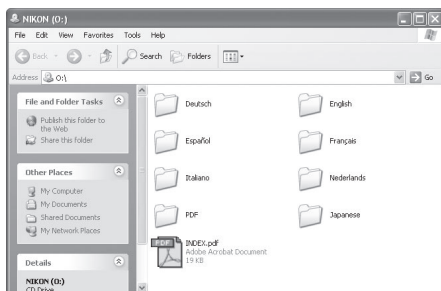 NIKON (O:)
File Edit View Favorites Tools Help
Back Search Folders
Address O:\ Go
File and Folder Tasks
Publish this folder to
the Web
Share this folder
Other Places
My Computer
My Documents
Shared Documents
My Network Places
Details
NIKON (O:)
CD Drive
Deutsch English
Español Français
Italiano Nederlands
PDF Japanese
PDF
INDEX.pdf
Adobe Acrobat Document
19 KB